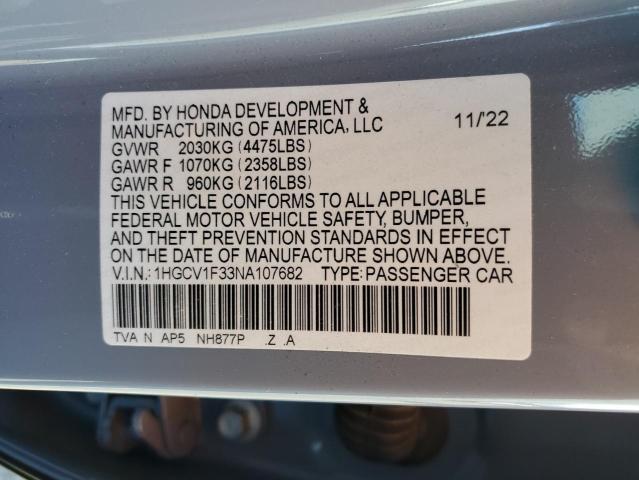 MFD. BY HONDA DEVELOPMENT &
MANUFACTURING OF AMERICA, LLC 11/'22
GVWR 2030KG (4475LBS)
GAWR F 1070KG (2358LBS)
GAWR R 960KG (2116LBS)
THIS VEHICLE CONFORMS TO ALL APPLICABLE
FEDERAL MOTOR VEHICLE SAFETY, BUMPER,
AND THEFT PREVENTION STANDARDS IN EFFECT
ON THE DATE OF MANUFACTURE SHOWN ABOVE.
V.I.N.: 1HGCV1F33NA107682 TYPE: PASSENGER CAR
TVA N AP5 NH877P .Z .A